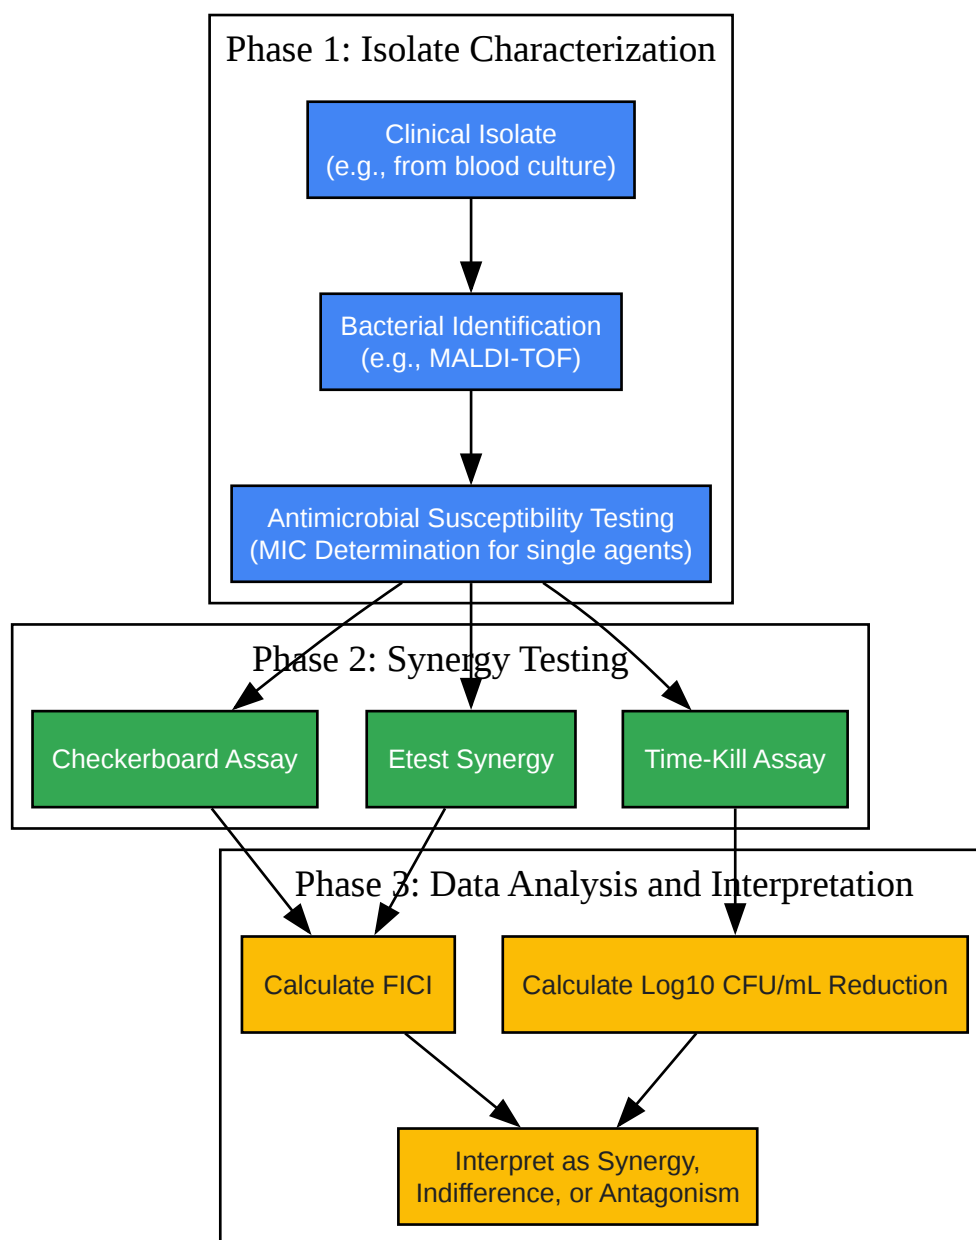 Phase 1: Isolate Characterization
Clinical Isolate
(e.g., from blood culture)
Bacterial Identification
(e.g., MALDI-TOF)
Antimicrobial Susceptibility Testing
(MIC Determination for single agents)
Phase 2: Synergy Testing
Checkerboard Assay
Etest Synergy
Time-Kill Assay
Phase 3: Data Analysis and Interpretation
Calculate FICI
Calculate Log10 CFU/mL Reduction
Interpret as Synergy,
Indifference, or Antagonism